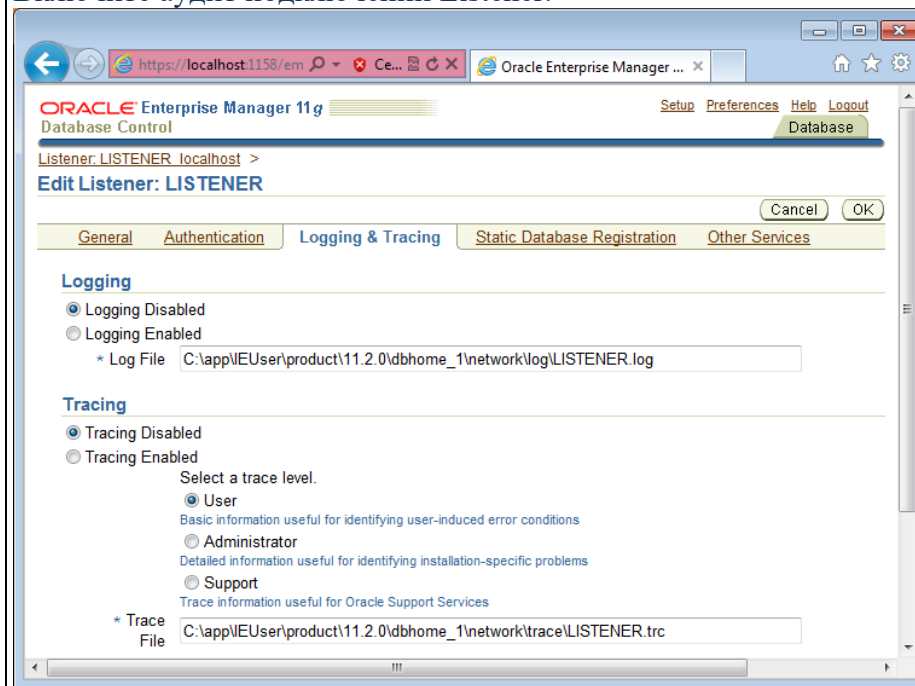 аудит подключений Listener.
https://localhost:1158/em Ce... Oracle Enterprise Manager ...
ORACLE Enterprise Manager 11g
Setup Preferences Help Logout
Database Control
Database
Listener: LISTENER_localhost >
Edit Listener: LISTENER
Cancel OK
General Authentication Logging & Tracing Static Database Registration Other Services
Logging
Logging Disabled
Logging Enabled
* Log File C:\app\IEUser\product\11.2.0\dbhome_1\network\log\LISTENER.log
Tracing
Tracing Disabled
Tracing Enabled
Select a trace level.
User
Basic information useful for identifying user-induced error conditions
Administrator
Detailed information useful for identifying installation-specific problems
Support
Trace information useful for Oracle Support Services
* Trace
File C:\app\IEUser\product\11.2.0\dbhome_1\network\trace\LISTENER.trc